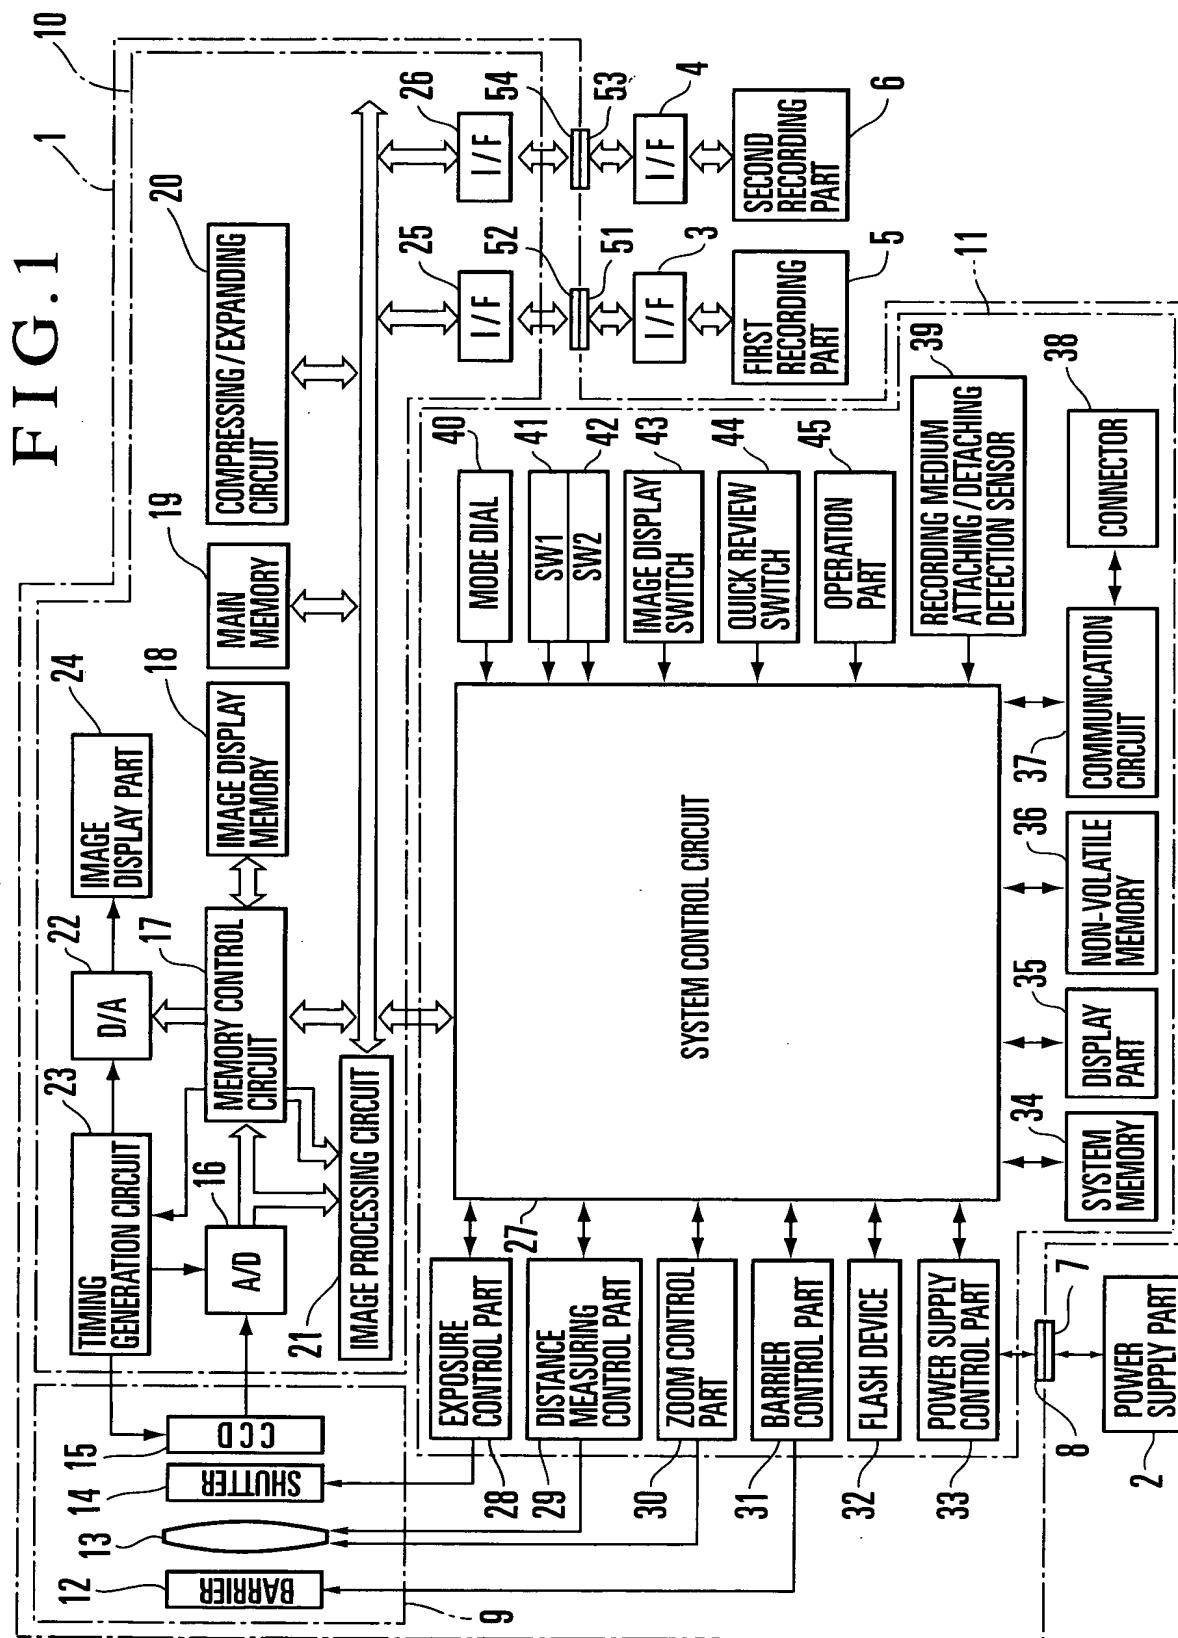 FIG.1
1
10
9
12
BARRIER
13
14
SHUTTER
15
CCD
23
TIMING
GENERATION CIRCUIT
16
A/D
22
D/A
24
IMAGE
DISPLAY PART
17
MEMORY CONTROL
CIRCUIT
18
IMAGE DISPLAY
MEMORY
19
MAIN
MEMORY
20
COMPRESSING/EXPANDING
CIRCUIT
21
IMAGE PROCESSING CIRCUIT
25
I/F
26
I/F
52
51
54
53
3
I/F
4
I/F
FIRST
RECORDING
PART
5
SECOND
RECORDING
PART
6
11
27
SYSTEM CONTROL CIRCUIT
EXPOSURE
CONTROL PART
28
DISTANCE
MEASURING
CONTROL PART
29
ZOOM CONTROL
PART
30
BARRIER
CONTROL PART
31
FLASH DEVICE
32
POWER SUPPLY
CONTROL PART
33
MODE DIAL
40
SW1
41
SW2
42
IMAGE DISPLAY
SWITCH
43
QUICK REVIEW
SWITCH
44
OPERATION
PART
45
RECORDING MEDIUM
ATTACHING/DETACHING
DETECTION SENSOR
39
34
SYSTEM
MEMORY
35
DISPLAY
PART
36
NON-VOLATILE
MEMORY
37
COMMUNICATION
CIRCUIT
38
CONNECTOR
8
7
POWER
SUPPLY PART
2